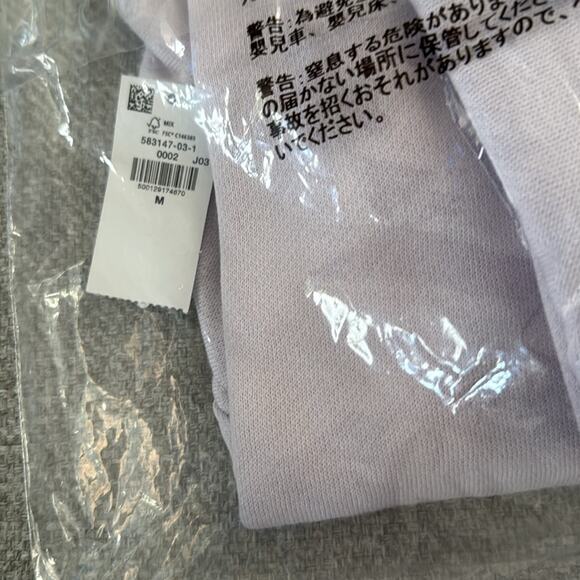 警告:為避免
嬰兒車、嬰兒床、
警告:窒息する危険がありま
の届かない場所に保管してくださ
事故を招くおそれがありますので、
いでください。
MIX
583147-03-1
0002 J03
500129174670
M